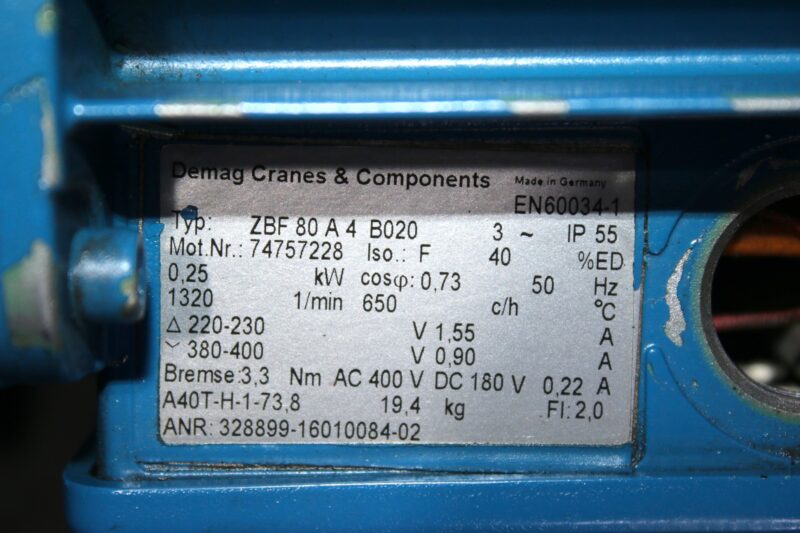 Demag Cranes & Components Made in Germany
EN60034-1
Typ: ZBF 80 A 4 B020 3 ~ IP 55
Mot.Nr.: 74757228 Iso.: F 40 %ED
0,25 kW cosφ: 0,73 50 Hz
1320 1/min 650 c/h °C
△ 220-230 V 1,55 A
380-400 V 0,90 A
Bremse:3,3 Nm AC 400 V DC 180 V 0,22 A
A40T-H-1-73,8 19,4 kg FI: 2,0
ANR: 328899-16010084-02